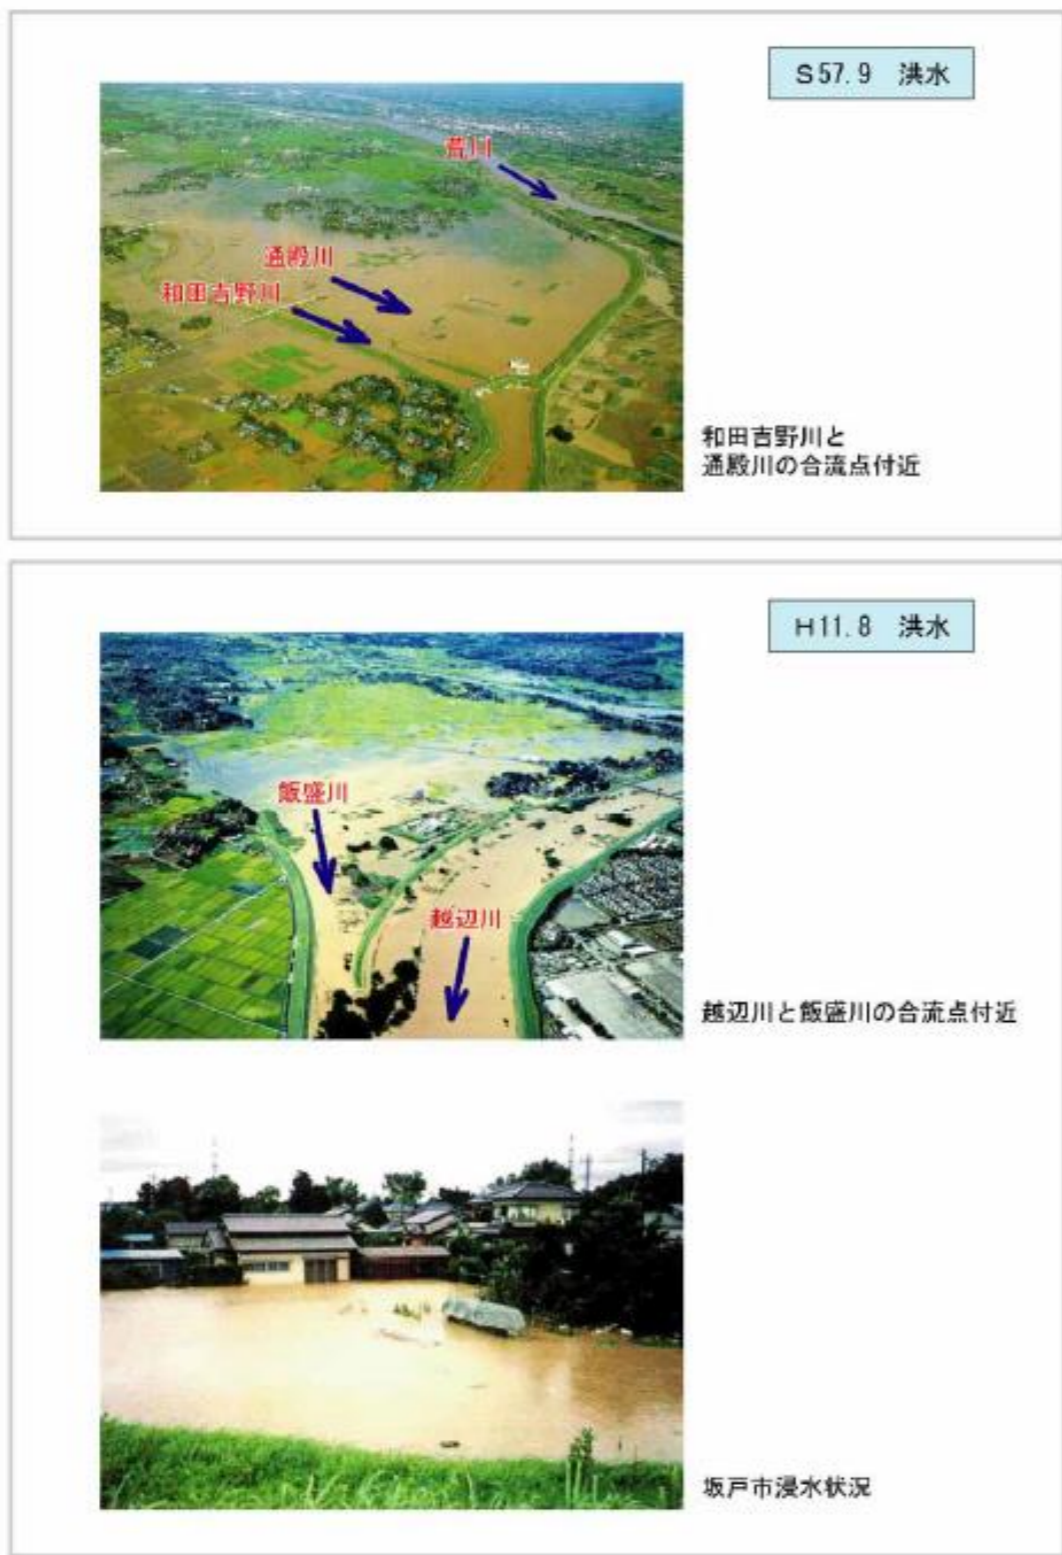 S57.9 洪水
荒川
通殿川
和田吉野川
和田吉野川と
通殿川の合流点付近
H11.8 洪水
飯盛川
越辺川
越辺川と飯盛川の合流点付近
坂戸市浸水状況